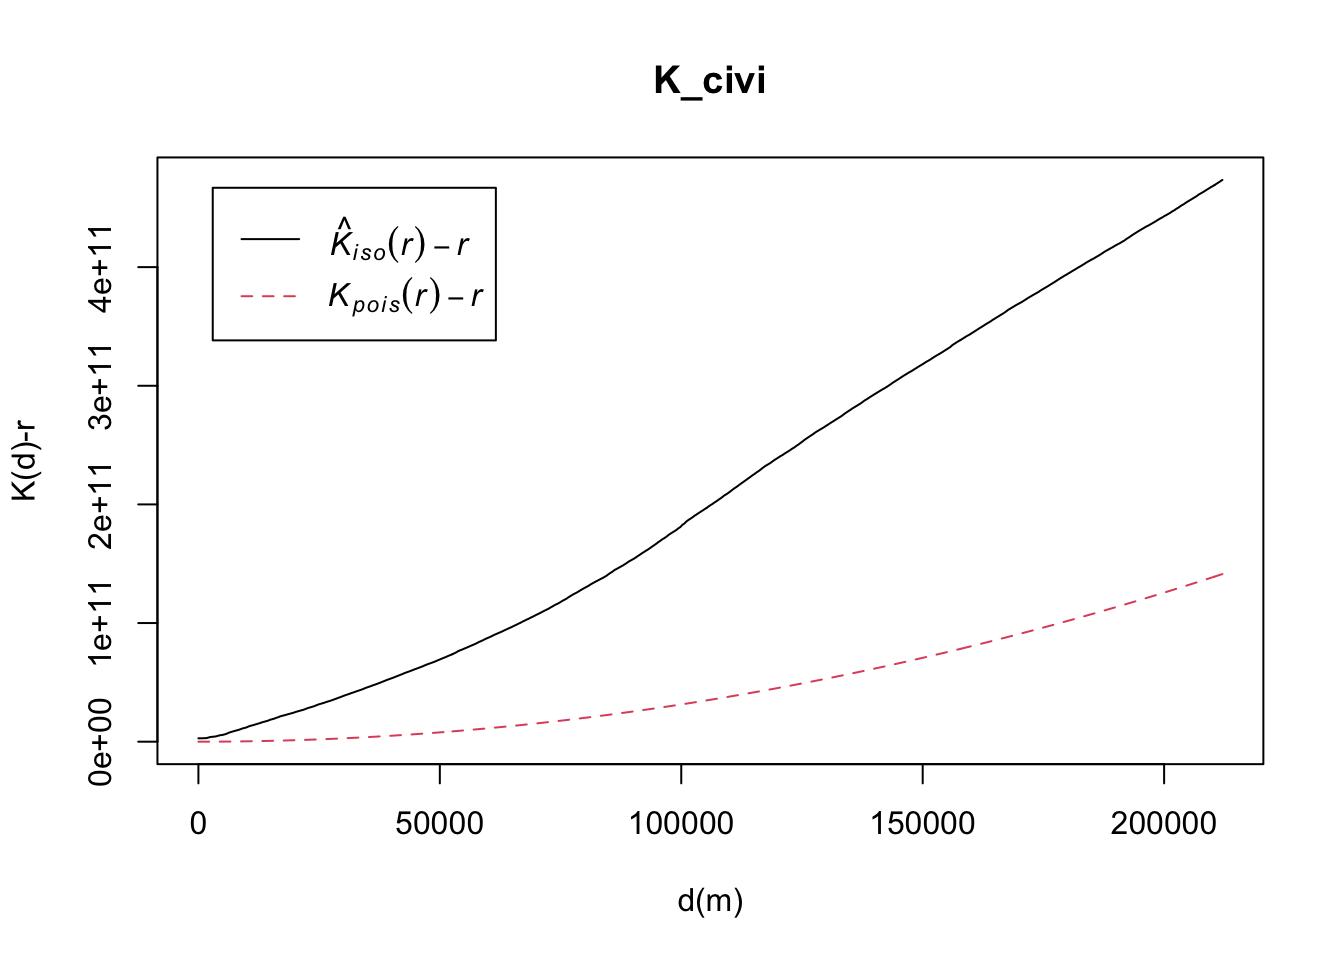 K_civi
K̂iso(r) − r
Kpois(r) − r
K(d)-r
4e+11
3e+11
2e+11
1e+11
0e+00
0 50000 100000 150000 200000
d(m)